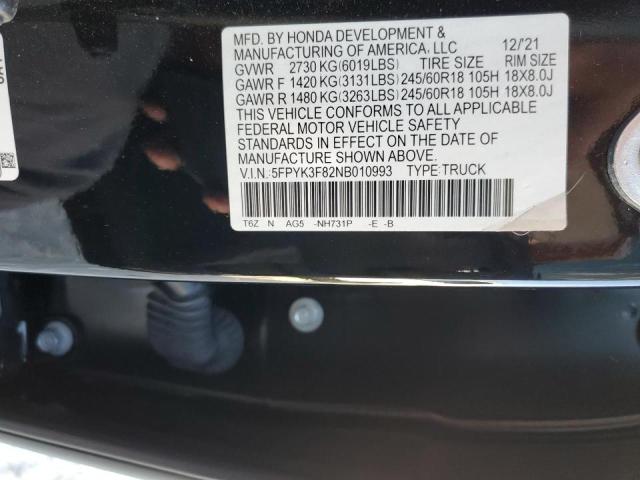 MFD. BY HONDA DEVELOPMENT &
MANUFACTURING OF AMERICA, LLC 12/'21
GVWR 2730 KG(6019LBS) TIRE SIZE RIM SIZE
GAWR F 1420 KG(3131LBS) 245/60R18 105H 18X8.0J
GAWR R 1480 KG(3263LBS) 245/60R18 105H 18X8.0J
THIS VEHICLE CONFORMS TO ALL APPLICABLE
FEDERAL MOTOR VEHICLE SAFETY
STANDARDS IN EFFECT ON THE DATE OF
MANUFACTURE SHOWN ABOVE.
V.I.N.: 5FPYK3F82NB010993 TYPE: TRUCK
T6Z N AG5 -NH731P -E -B